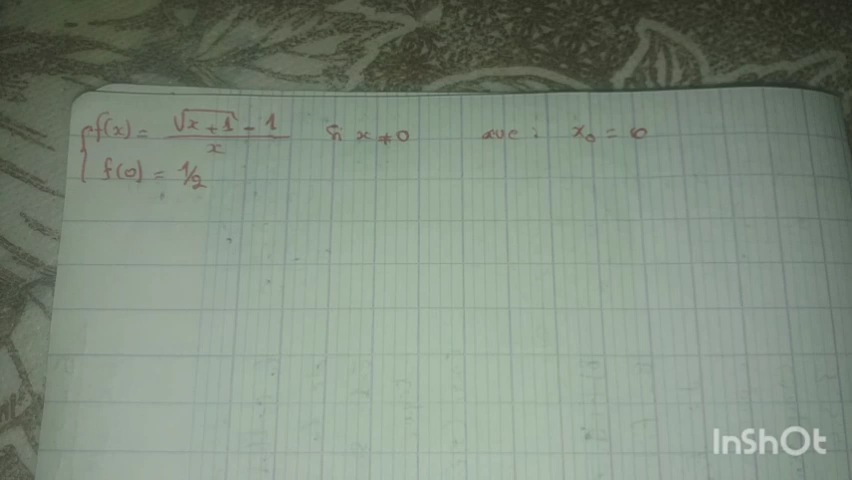 f(x) = (√(x+1) - 1)/x si x ≠ 0 avec : x₀ = 0
f(0) = 1/2
InShOt